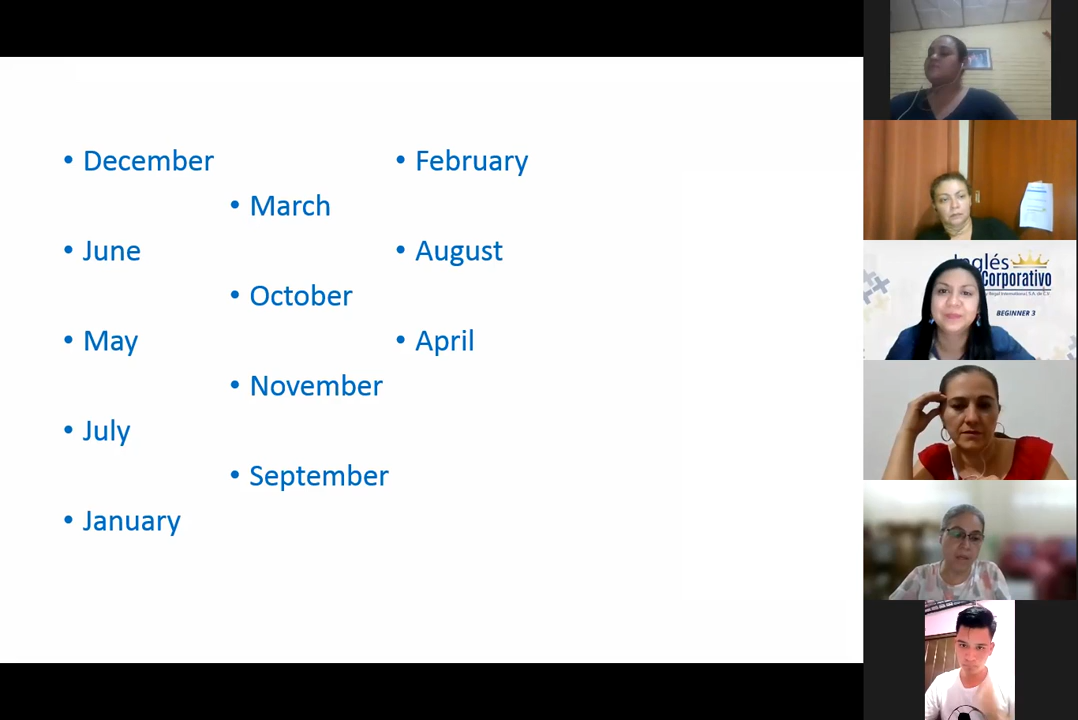 • December
• February
• March
• June
• August
• October
• May
• April
• November
• July
• September
• January
Inglés
Corporativo
BEGINNER 3